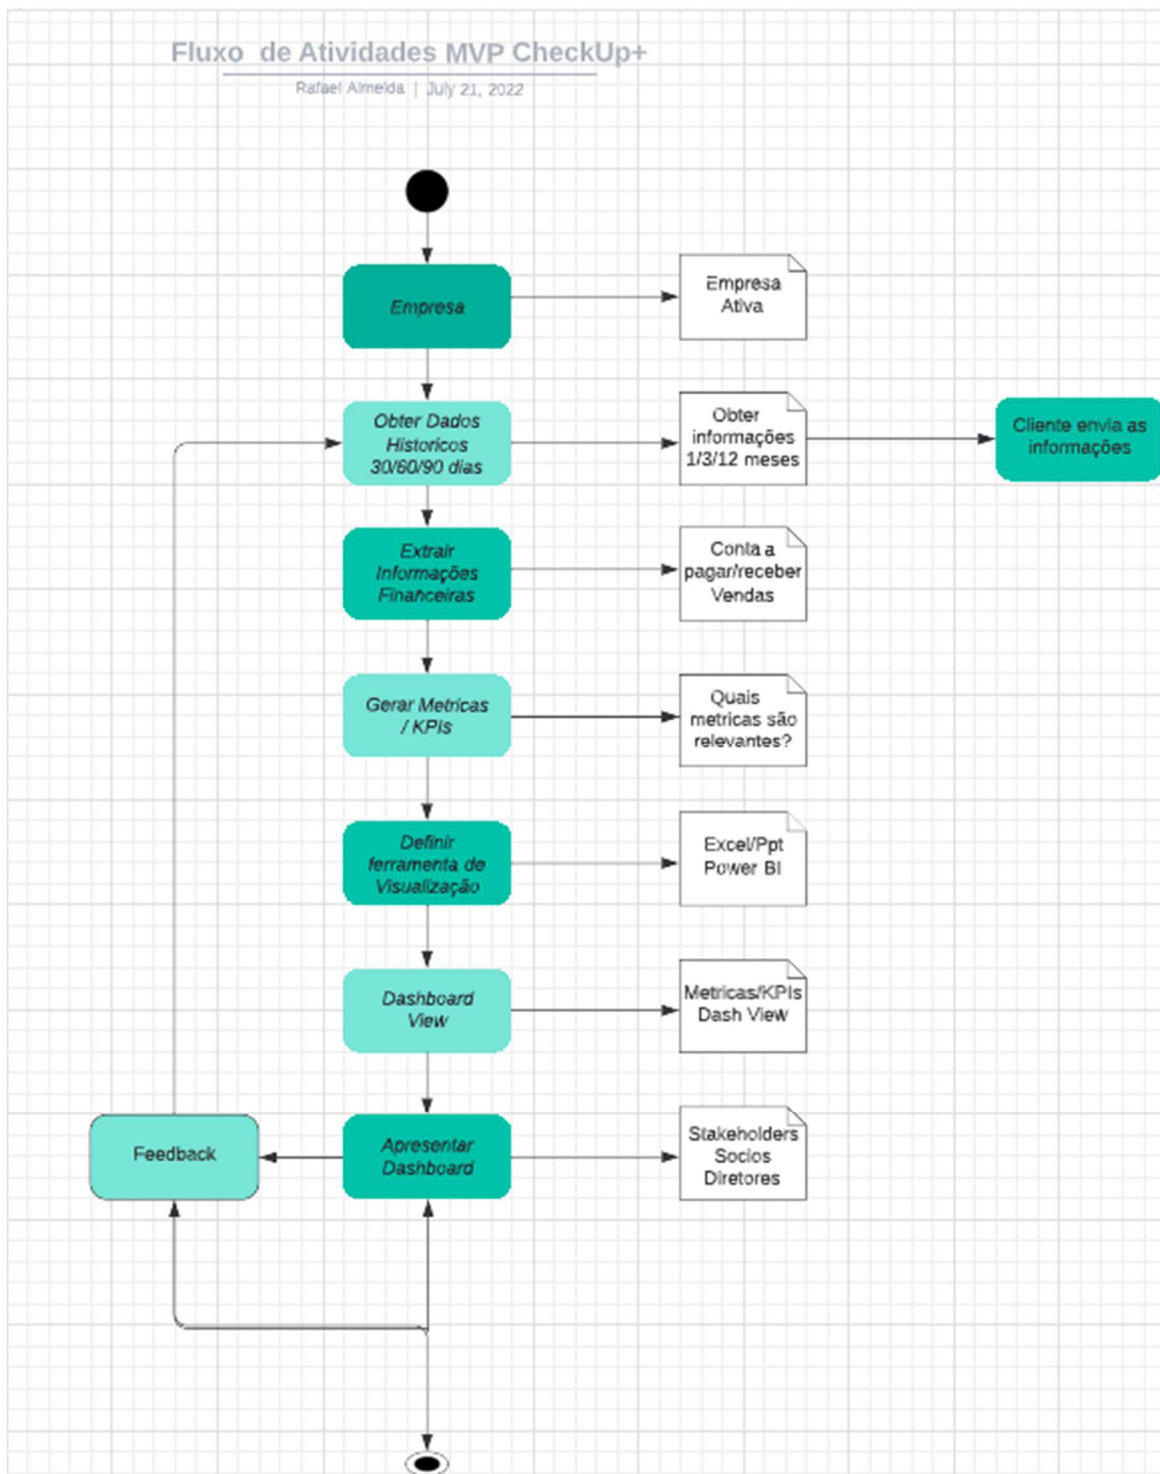 Fluxo de Atividades MVP CheckUp+
Rafael Almeida | July 21, 2022
Empresa
Empresa
Ativa
Obter Dados
Historicos
30/60/90 dias
Obter
informações
1/3/12 meses
Cliente envia as
informações
Extrair
Informações
Financeiras
Conta a
pagar/receber
Vendas
Gerar Metricas
/ KPIs
Quais
metricas são
relevantes?
Definir
ferramenta de
Visualização
Excel/Ppt
Power BI
Dashboard
View
Metricas/KPIs
Dash View
Feedback
Apresentar
Dashboard
Stakeholders
Socios
Diretores